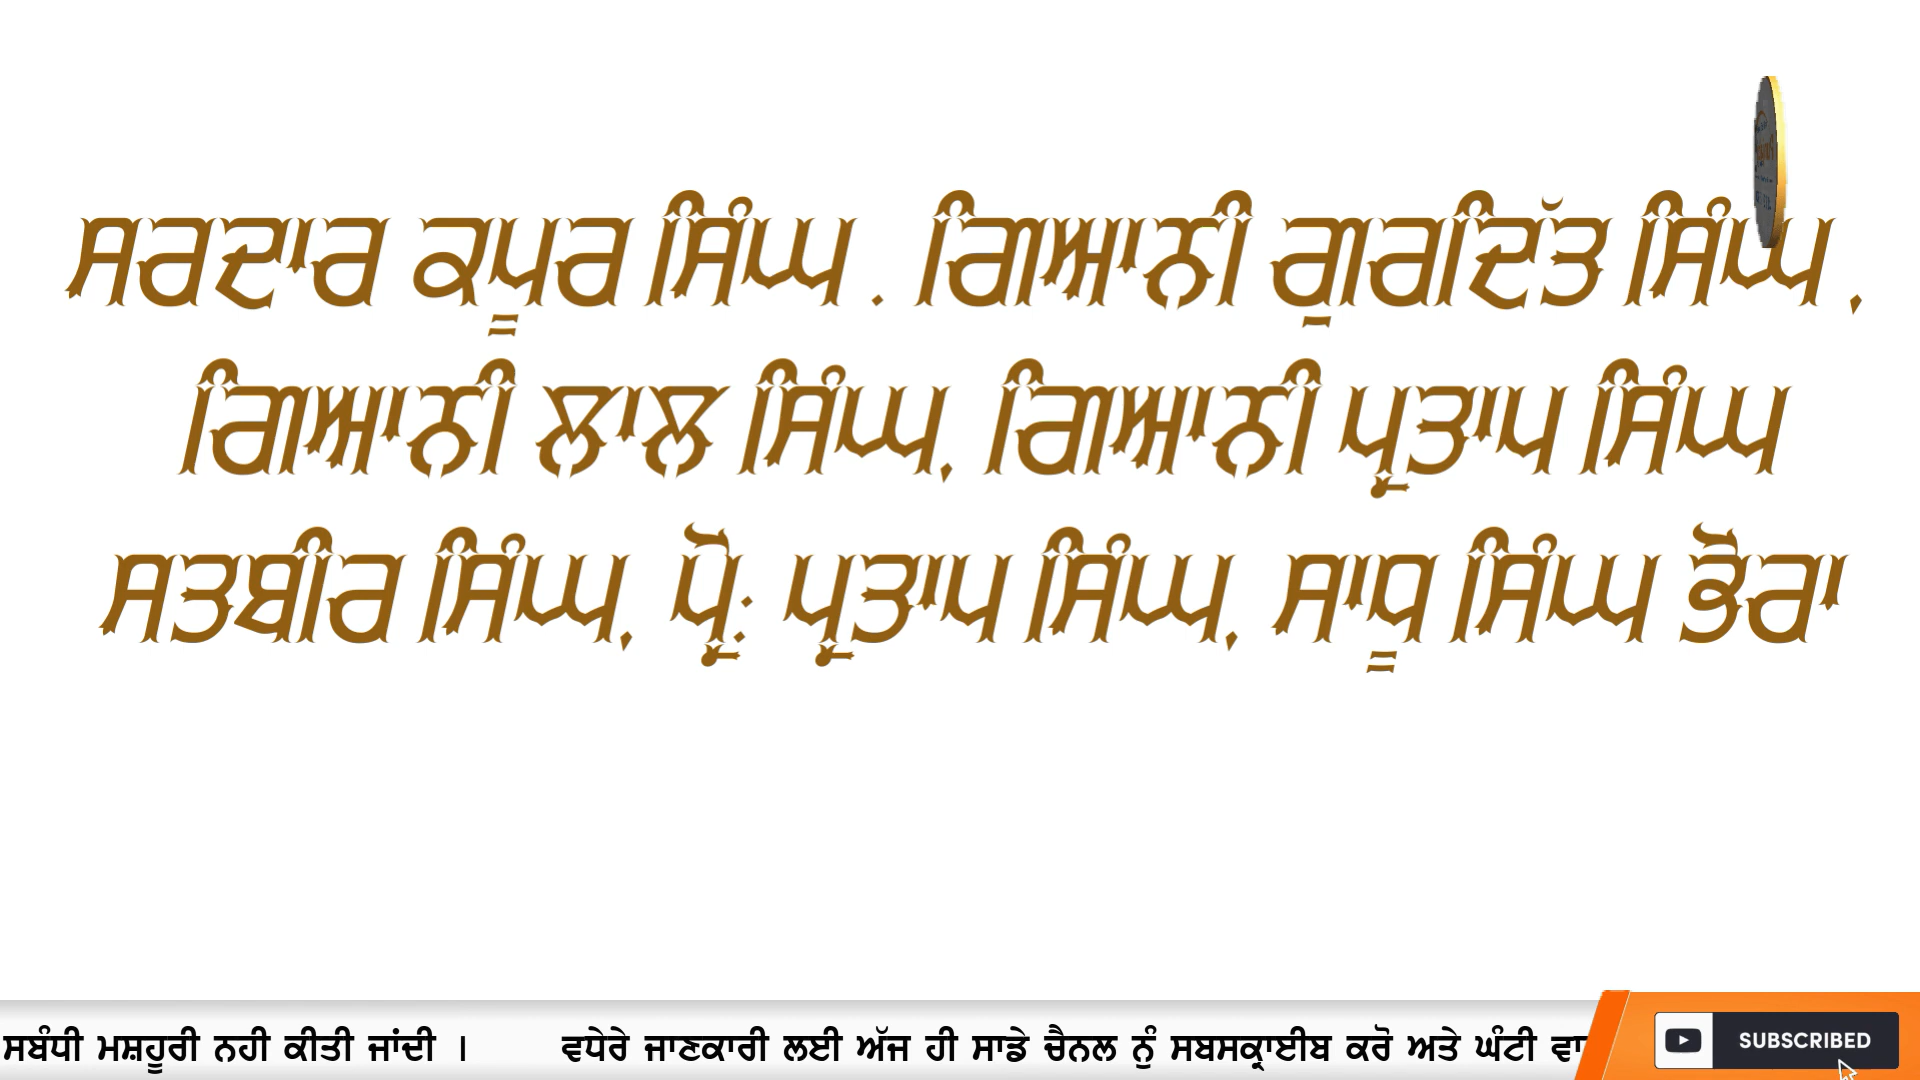 ਸਰਦਾਰ ਕਪੂਰ ਸਿੰਘ . ਗਿਆਨੀ ਗੁਰਦਿੱਤ ਸਿੰਘ ,
ਗਿਆਨੀ ਲਾਲ ਸਿੰਘ, ਗਿਆਨੀ ਪ੍ਰਤਾਪ ਸਿੰਘ
ਸਤਬੀਰ ਸਿੰਘ, ਪ੍ਰੋ: ਪ੍ਰਤਾਪ ਸਿੰਘ, ਸਾਧੂ ਸਿੰਘ ਭੌਰਾ
ਸਬੰਧੀ ਮਸ਼ਹੂਰੀ ਨਹੀ ਕੀਤੀ ਜਾਂਦੀ । ਵਧੇਰੇ ਜਾਣਕਾਰੀ ਲਈ ਅੱਜ ਹੀ ਸਾਡੇ ਚੈਨਲ ਨੂੰ ਸਬਸਕ੍ਰਾਈਬ ਕਰੋ ਅਤੇ ਘੰਟੀ ਵਾ
SUBSCRIBED